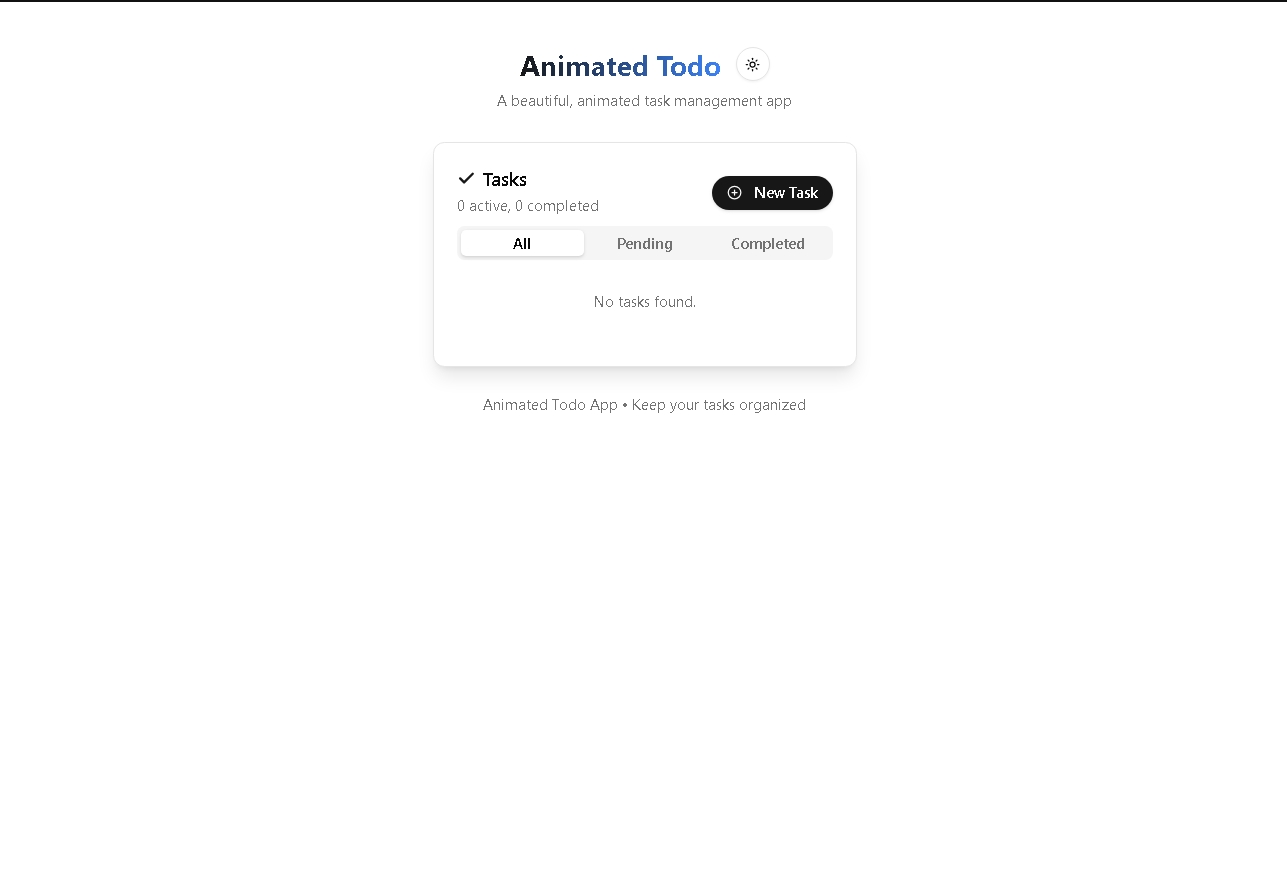 Animated Todo
A beautiful, animated task management app
Tasks
0 active, 0 completed
New Task
All
Pending
Completed
No tasks found.
Animated Todo App • Keep your tasks organized